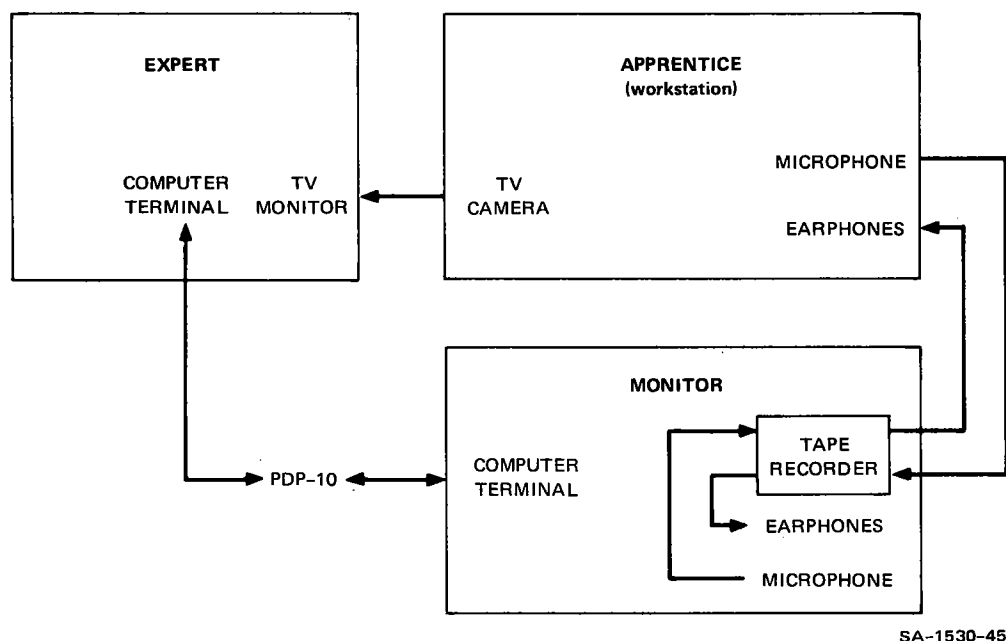 EXPERT
COMPUTER
TERMINAL
TV
MONITOR
APPRENTICE
(workstation)
TV
CAMERA
MICROPHONE
EARPHONES
MONITOR
COMPUTER
TERMINAL
TAPE
RECORDER
EARPHONES
MICROPHONE
PDP-10
SA-1530-45